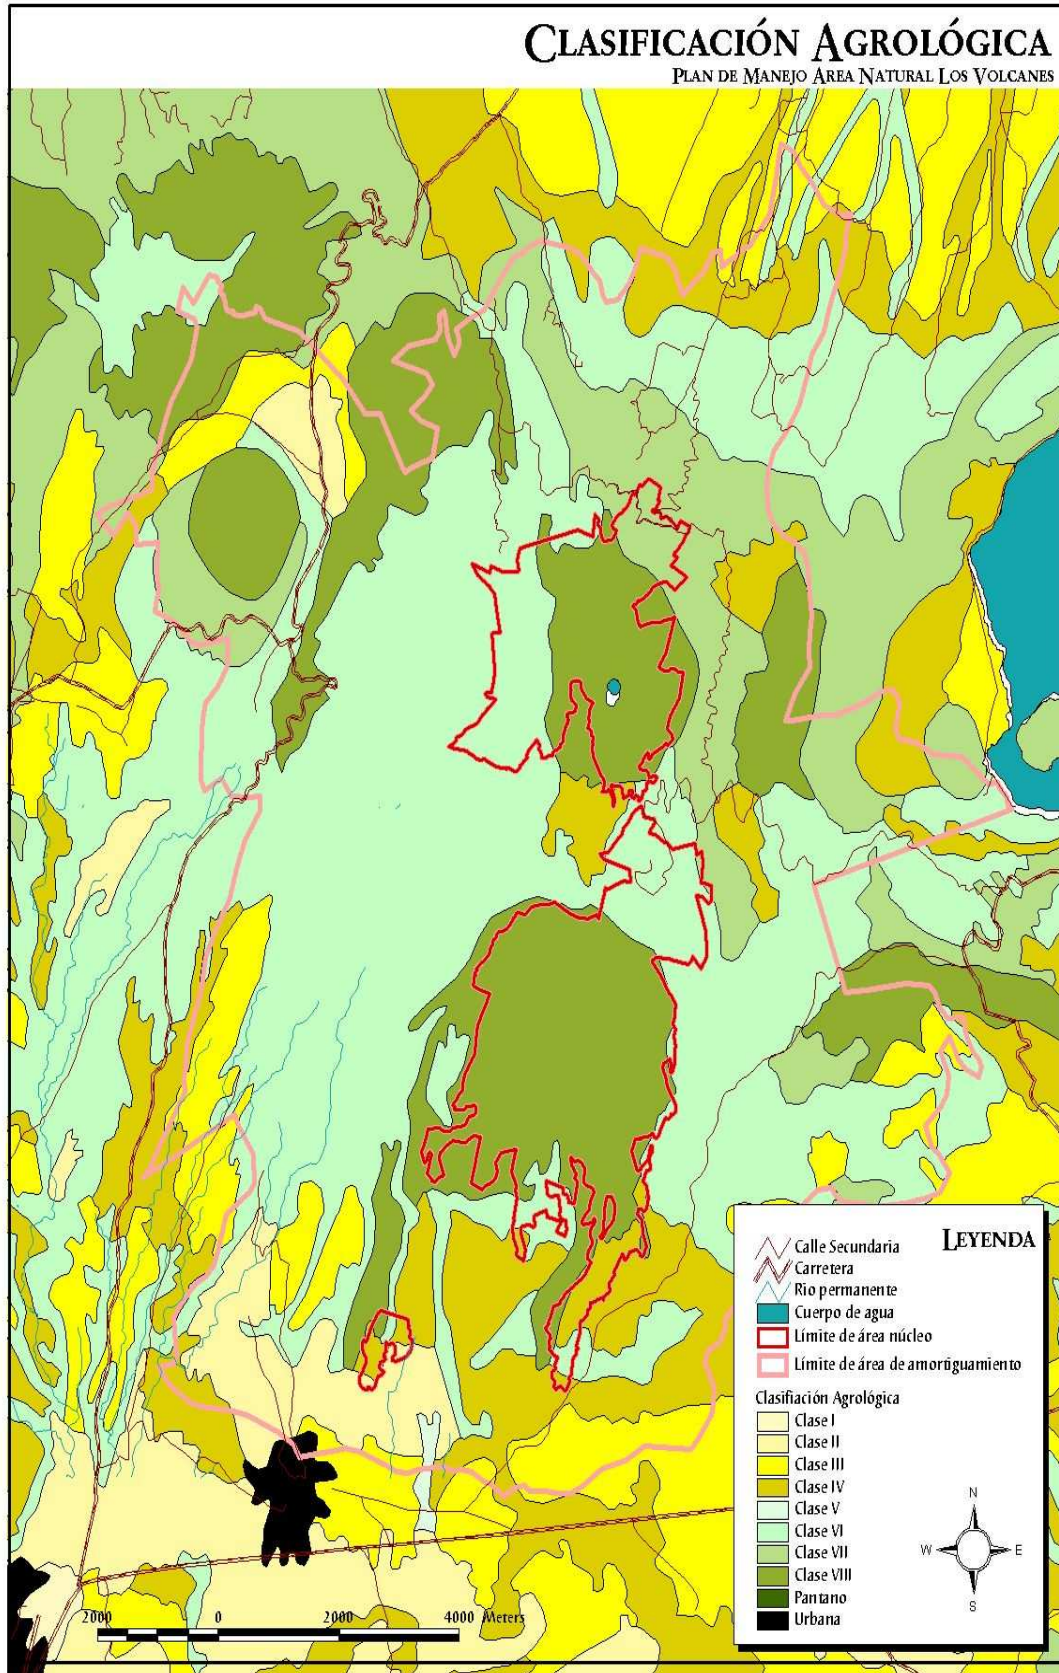 CLASIFICACIÓN AGROLÓGICA
PLAN DE MANEJO AREA NATURAL LOS VOLCANES
LEYENDA
Calle Secundaria
Carretera
Rio permanente
Cuerpo de agua
Límite de área núcleo
Límite de área de amortiguamiento
Clasifiación Agrológica
Clase I
Clase II
Clase III
Clase IV
Clase V
Clase VI
Clase VII
Clase VIII
Pantano
Urbana
N
W E
S
2000 0 2000 4000 Meters